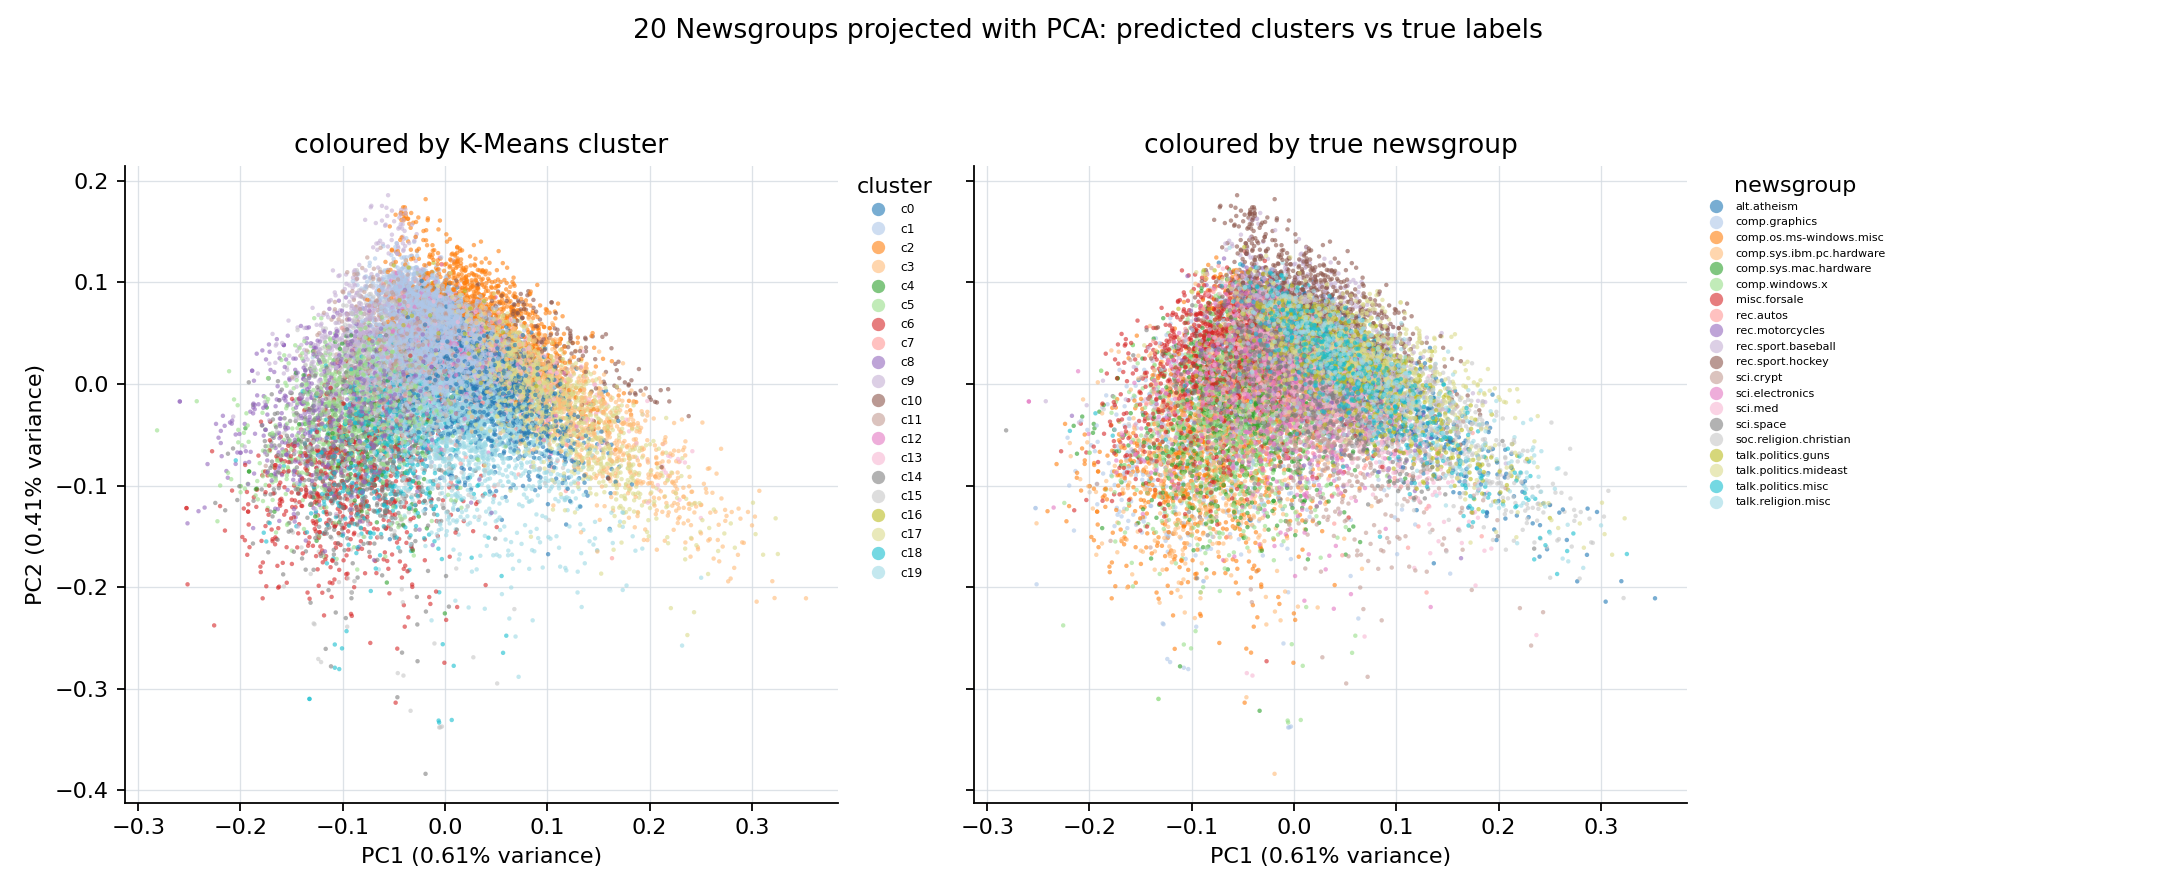 20 Newsgroups projected with PCA: predicted clusters vs true labels
coloured by K-Means cluster
0.2
0.1
0.0
−0.1
−0.2
−0.3
−0.4
PC2 (0.41% variance)
−0.3 −0.2 −0.1 0.0 0.1 0.2 0.3
PC1 (0.61% variance)
cluster
c0
c1
c2
c3
c4
c5
c6
c7
c8
c9
c10
c11
c12
c13
c14
c15
c16
c17
c18
c19
coloured by true newsgroup
−0.3 −0.2 −0.1 0.0 0.1 0.2 0.3
PC1 (0.61% variance)
newsgroup
alt.atheism
comp.graphics
comp.os.ms-windows.misc
comp.sys.ibm.pc.hardware
comp.sys.mac.hardware
comp.windows.x
misc.forsale
rec.autos
rec.motorcycles
rec.sport.baseball
rec.sport.hockey
sci.crypt
sci.electronics
sci.med
sci.space
soc.religion.christian
talk.politics.guns
talk.politics.mideast
talk.politics.misc
talk.religion.misc